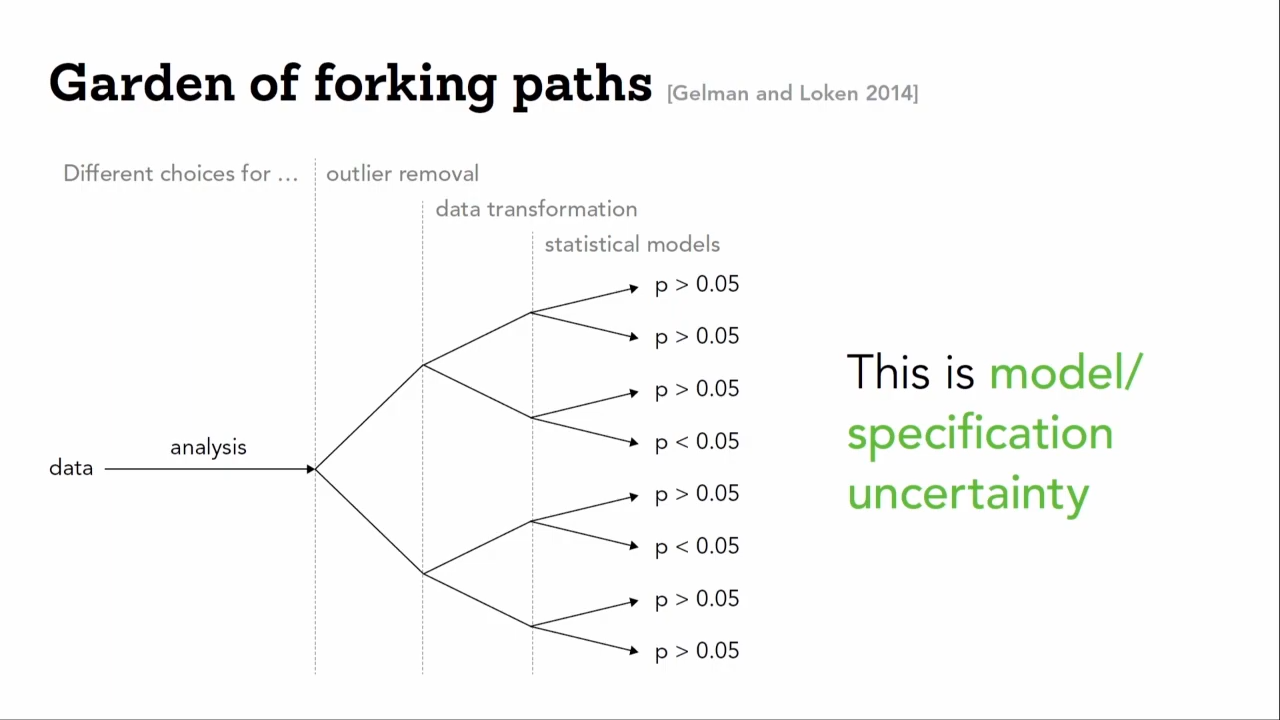 Garden of forking paths [Gelman and Loken 2014]
Different choices for …
outlier removal
data transformation
statistical models
data
analysis
p > 0.05
p > 0.05
p > 0.05
p < 0.05
p > 0.05
p < 0.05
p > 0.05
p > 0.05
This is model/
specification
uncertainty